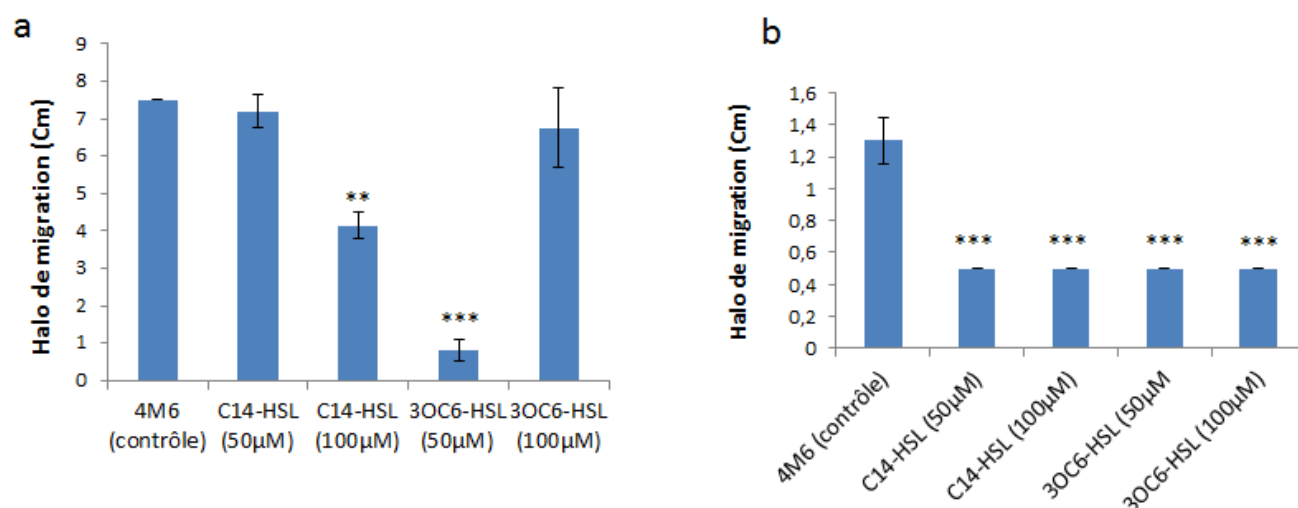 a
Halo de migration (Cm)
9
8
7
6
5
4
3
2
1
0
**
***
4M6 (contrôle)
C14-HSL (50µM)
C14-HSL (100µM)
3OC6-HSL (50µM)
3OC6-HSL (100µM)
b
Halo de migration (Cm)
1,6
1,4
1,2
1
0,8
0,6
0,4
0,2
0
***
***
***
***
4M6 (contrôle)
C14-HSL (50µM)
C14-HSL (100µM)
3OC6-HSL (50µM
3OC6-HSL (100µM)